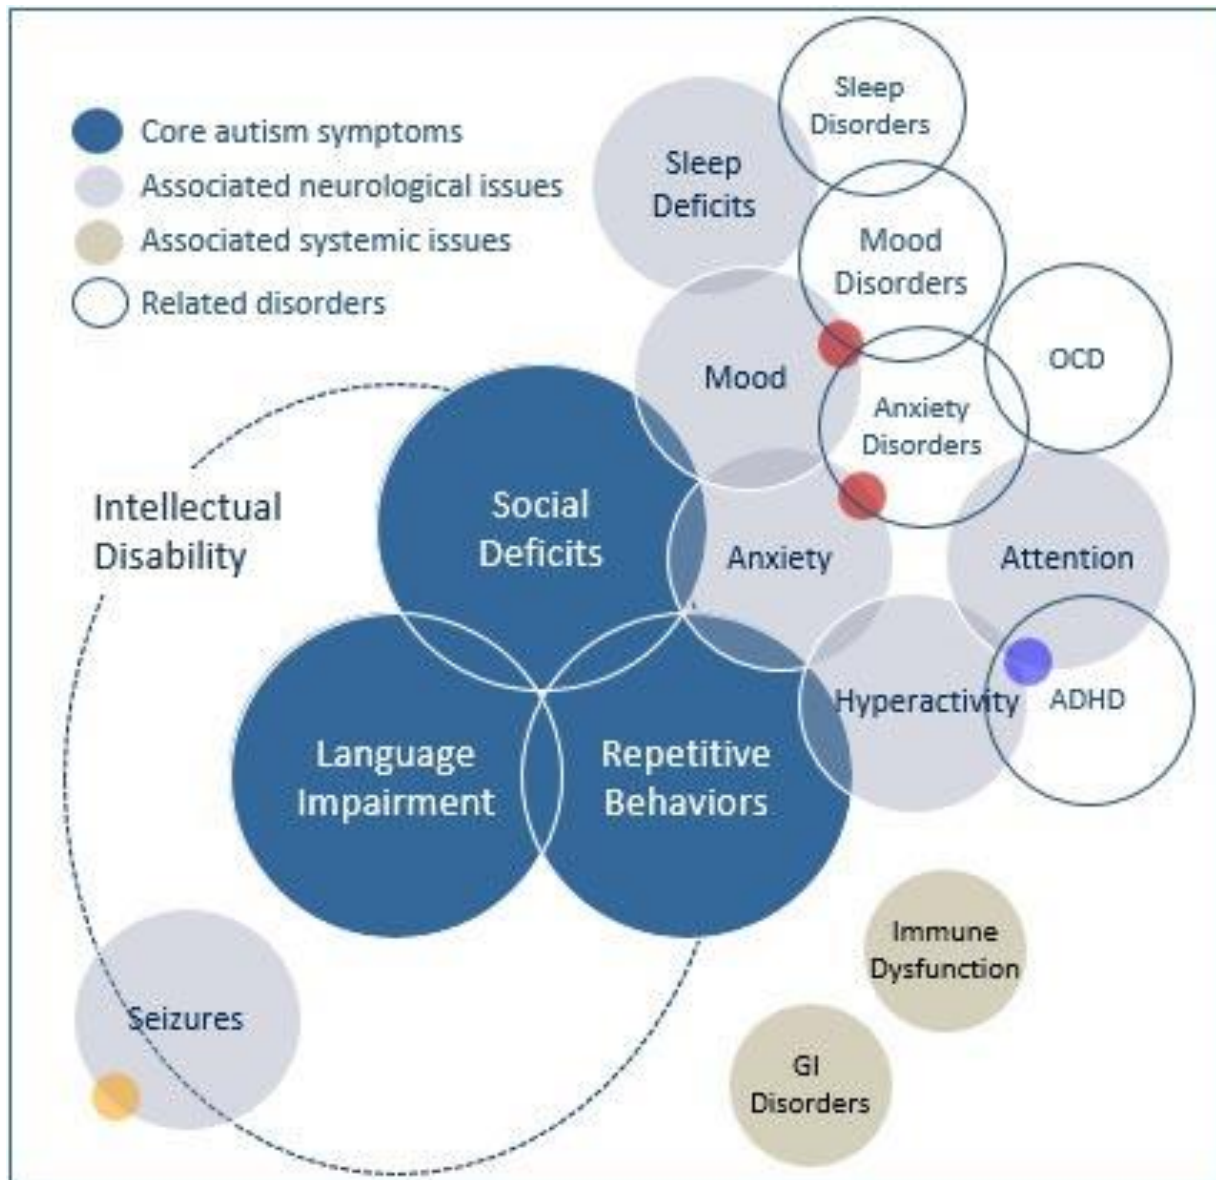 Core autism symptoms
Associated neurological issues
Associated systemic issues
Related disorders
Sleep
Disorders
Sleep
Deficits
Mood
Disorders
OCD
Mood
Anxiety
Disorders
Intellectual
Disability
Social
Deficits
Anxiety
Attention
Hyperactivity
ADHD
Language
Impairment
Repetitive
Behaviors
Immune
Dysfunction
Seizures
GI
Disorders